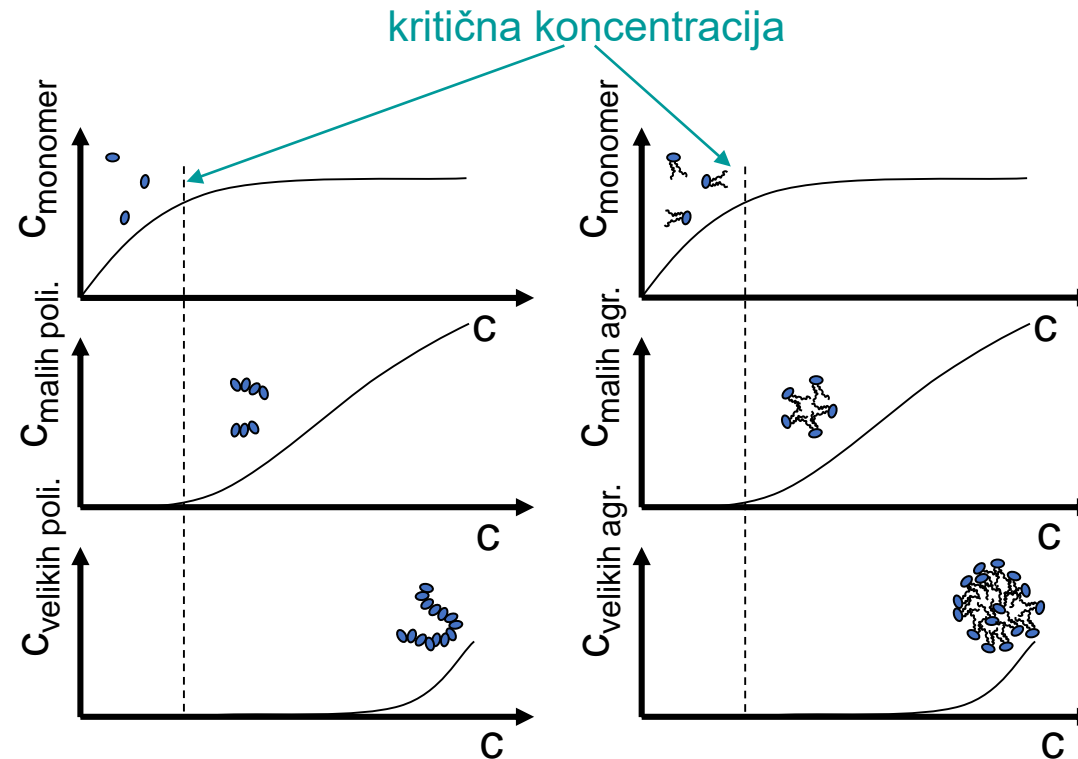 kritična koncentracija
cmonomer
c
cmalih poli.
c
cvelikih poli.
c
cmonomer
c
cmalih agr.
c
cvelikih agr.
c